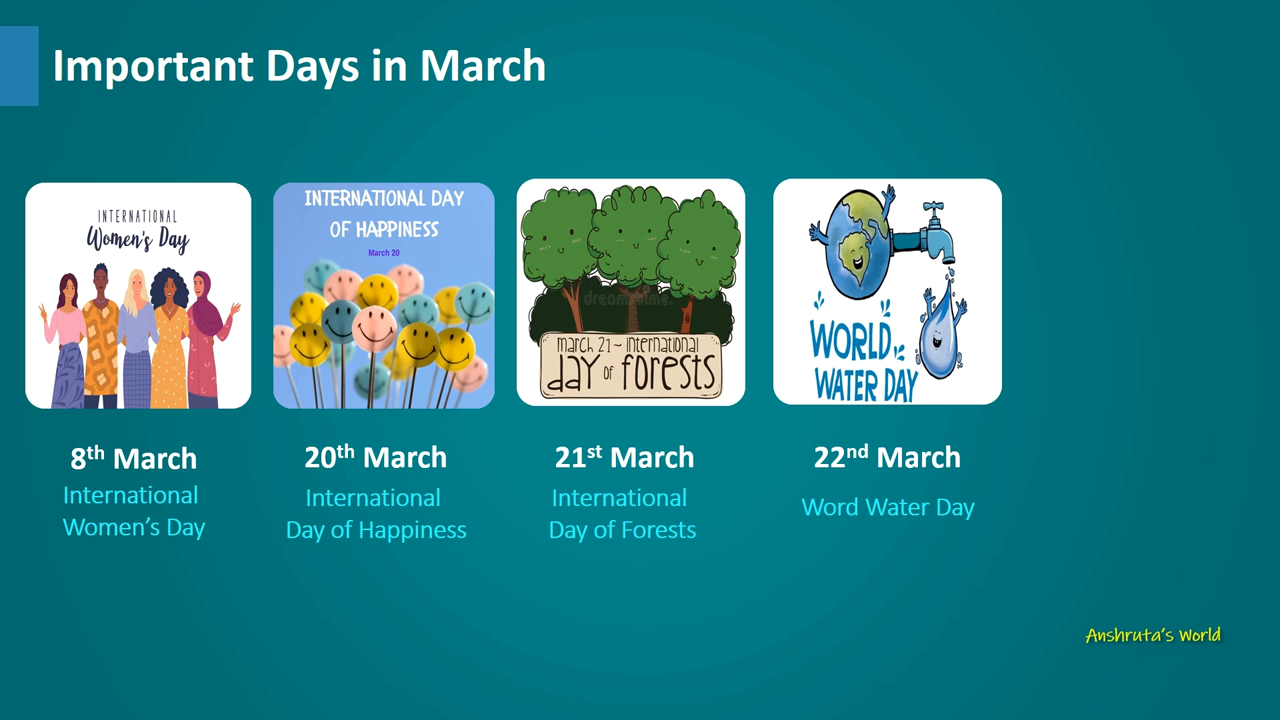 Important Days in March
INTERNATIONAL
Women's Day
INTERNATIONAL DAY
OF HAPPINESS
March 20
dreamstime.
march 21~ international
day of forests
WORLD
WATER DAY
8th March
International
Women's Day
20th March
International
Day of Happiness
21st March
International
Day of Forests
22nd March
Word Water Day
Anshruta's World